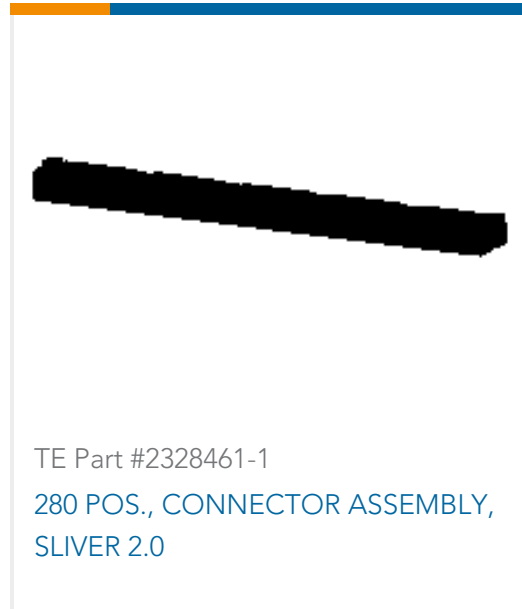 TE Part #2328461-1
280 POS., CONNECTOR ASSEMBLY,
SLIVER 2.0